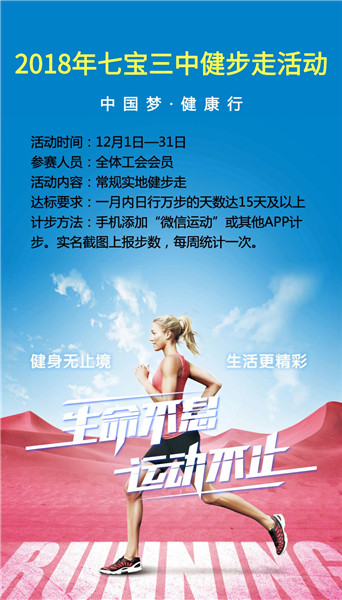 2018年七宝三中健步走活动
中国梦·健康行
活动时间：12月1日—31日
参赛人员：全体工会会员
活动内容：常规实地健步走
达标要求：一月内日行万步的天数达15天及以上
计步方法：手机添加“微信运动”或其他APP计
步。实名截图上报步数，每周统计一次。
健身无止境 生活更精彩
生命不息
运动不止
RUNNING